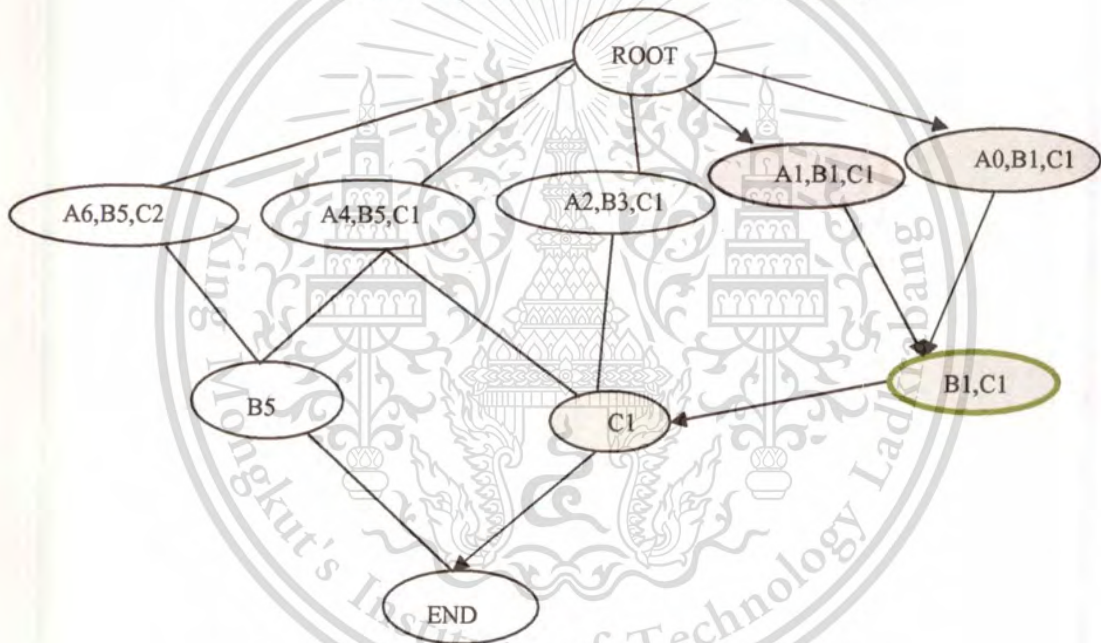 ROOT
A6,B5,C2
A4,B5,C1
A2,B3,C1
A1,B1,C1
A0,B1,C1
B5
C1
B1,C1
END
King Mongkut's Institute of Technology Ladkrabang